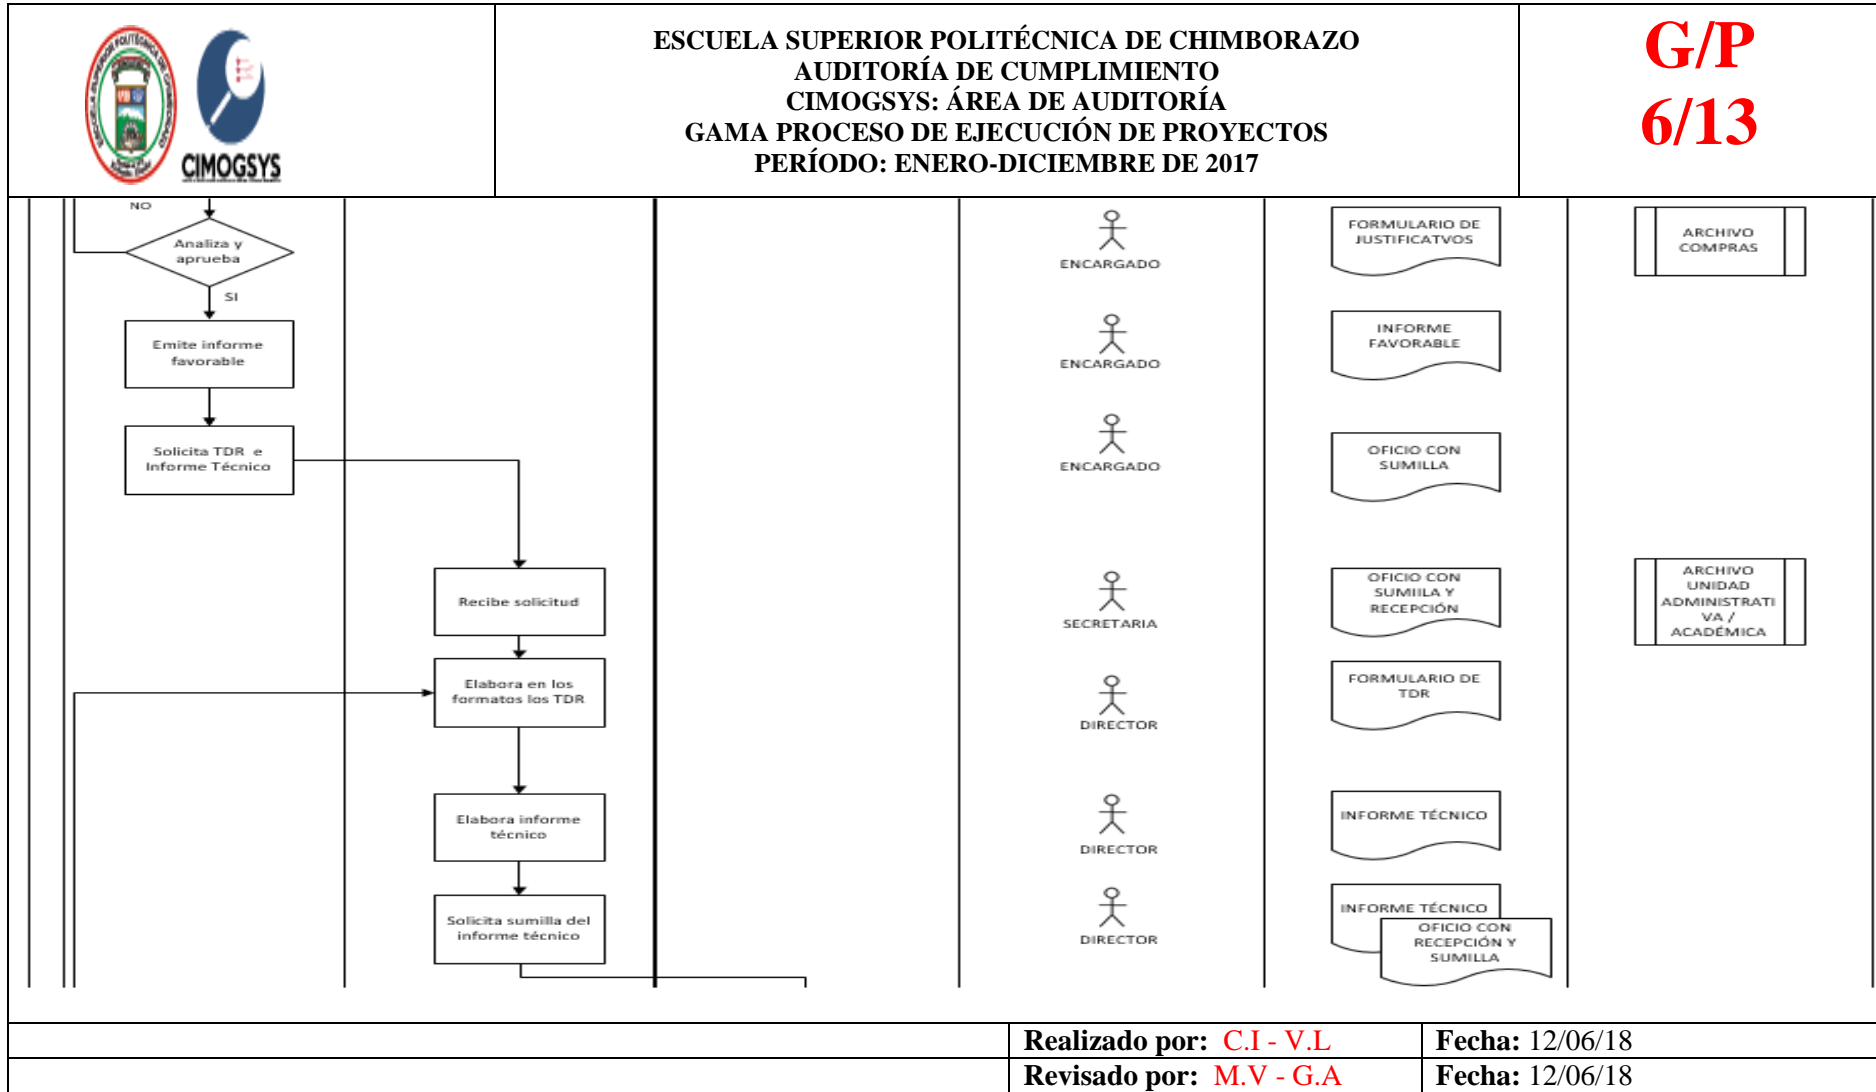 ESCUELA SUPERIOR POLITÉCNICA DE CHIMBORAZO
CIMOGSYS
ESCUELA SUPERIOR POLITÉCNICA DE CHIMBORAZO
AUDITORÍA DE CUMPLIMIENTO
CIMOGSYS: ÁREA DE AUDITORÍA
GAMA PROCESO DE EJECUCIÓN DE PROYECTOS
PERÍODO: ENERO-DICIEMBRE DE 2017
G/P
6/13
NO
Analiza y
aprueba
SI
ENCARGADO
FORMULARIO DE
JUSTIFICATVOS
ARCHIVO
COMPRAS
Emite informe
favorable
ENCARGADO
INFORME
FAVORABLE
Solicita TDR e
Informe Técnico
ENCARGADO
OFICIO CON
SUMILLA
Recibe solicitud
SECRETARIA
OFICIO CON
SUMIILA Y
RECEPCIÓN
ARCHIVO
UNIDAD
ADMINISTRATI
VA /
ACADÉMICA
Elabora en los
formatos los TDR
DIRECTOR
FORMULARIO DE
TDR
Elabora informe
técnico
DIRECTOR
INFORME TÉCNICO
Solicita sumilla del
informe técnico
DIRECTOR
INFORME TÉCNICO
OFICIO CON
RECEPCIÓN Y
SUMILLA
Realizado por: C.I - V.L
Fecha: 12/06/18
Revisado por: M.V - G.A
Fecha: 12/06/18